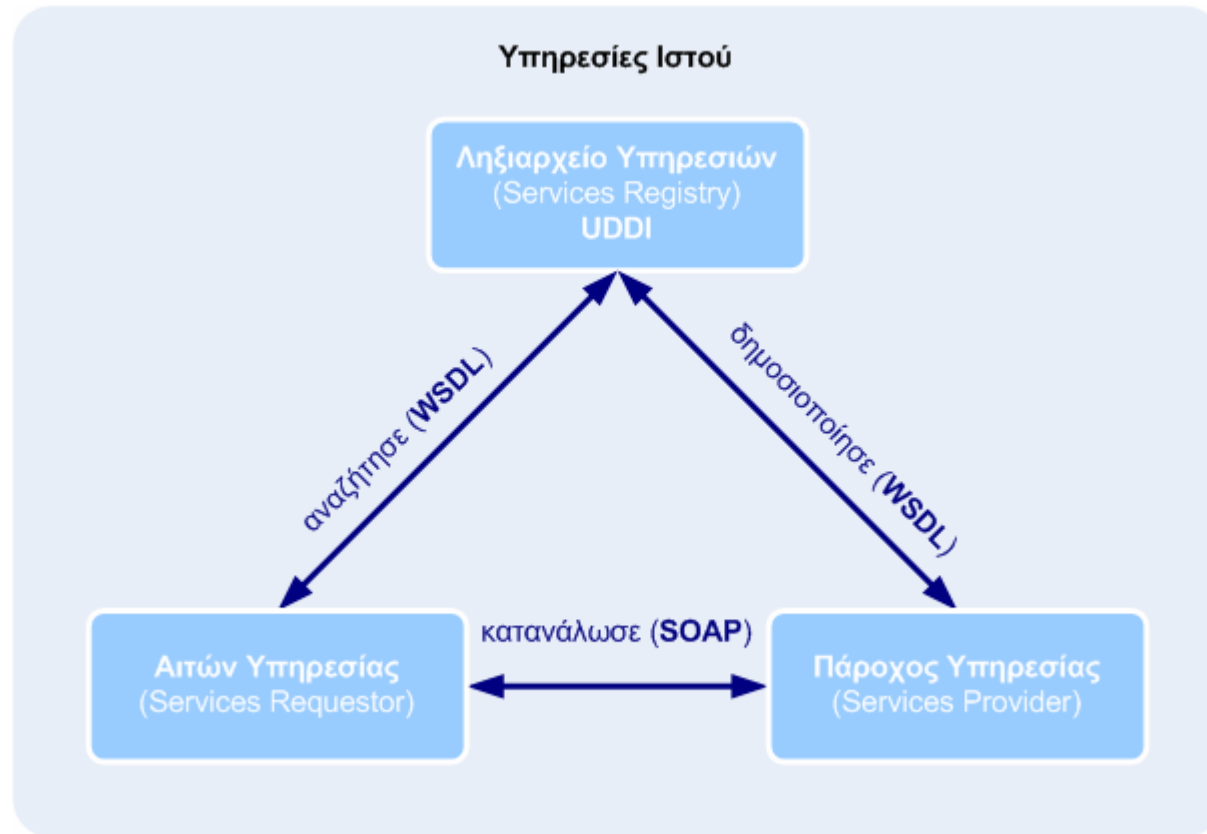 Υπηρεσίες Ιστού
Ληξιαρχείο Υπηρεσιών
(Services Registry)
UDDI
αναζήτησε (WSDL)
δημοσιοποίησε (WSDL)
κατανάλωσε (SOAP)
Αιτών Υπηρεσίας
(Services Requestor)
Πάροχος Υπηρεσίας
(Services Provider)